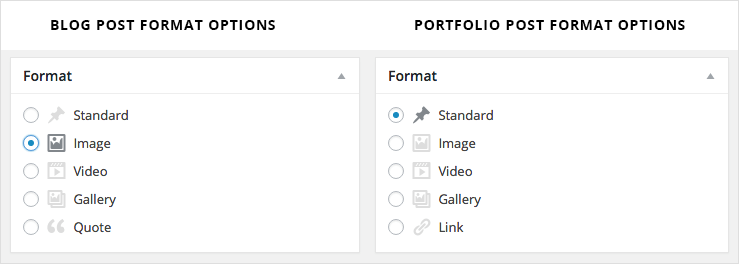 BLOG POST FORMAT OPTIONS
Format
Standard
Image
Video
Gallery
Quote
PORTFOLIO POST FORMAT OPTIONS
Format
Standard
Image
Video
Gallery
Link